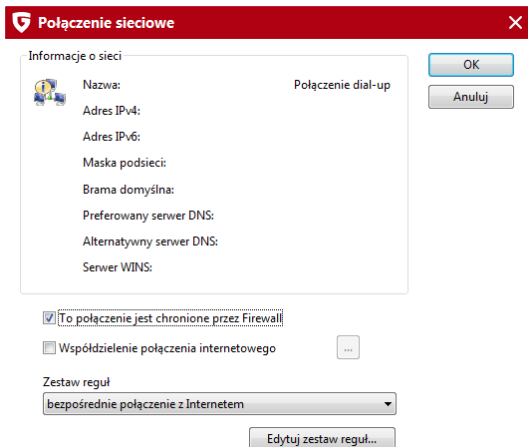 Połączenie sieciowe
Informacje o sieci
OK
Nazwa: Połączenie dial-up
Anuluj
Adres IPv4:
Adres IPv6:
Maska podsieci:
Brama domyślna:
Preferowany serwer DNS:
Alternatywny serwer DNS:
Serwer WINS:
To połączenie jest chronione przez Firewall
Współdzielenie połączenia internetowego ...
Zestaw reguł
bezpośrednie połączenie z Internetem
Edytuj zestaw reguł...